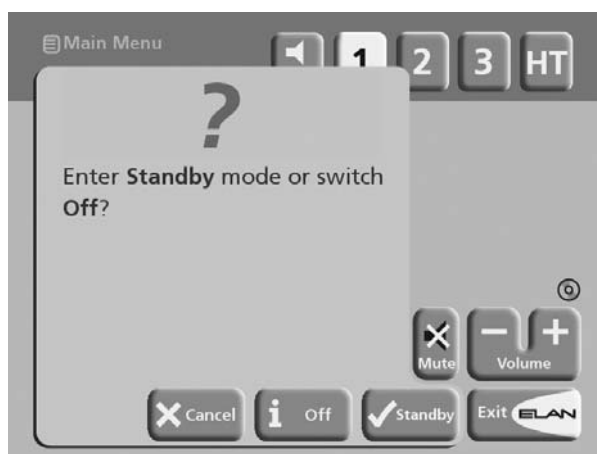 Main Menu
1 2 3 HT
?
Enter Standby mode or switch
Off?
Mute
Volume
Cancel
i Off
Standby
Exit ELAN